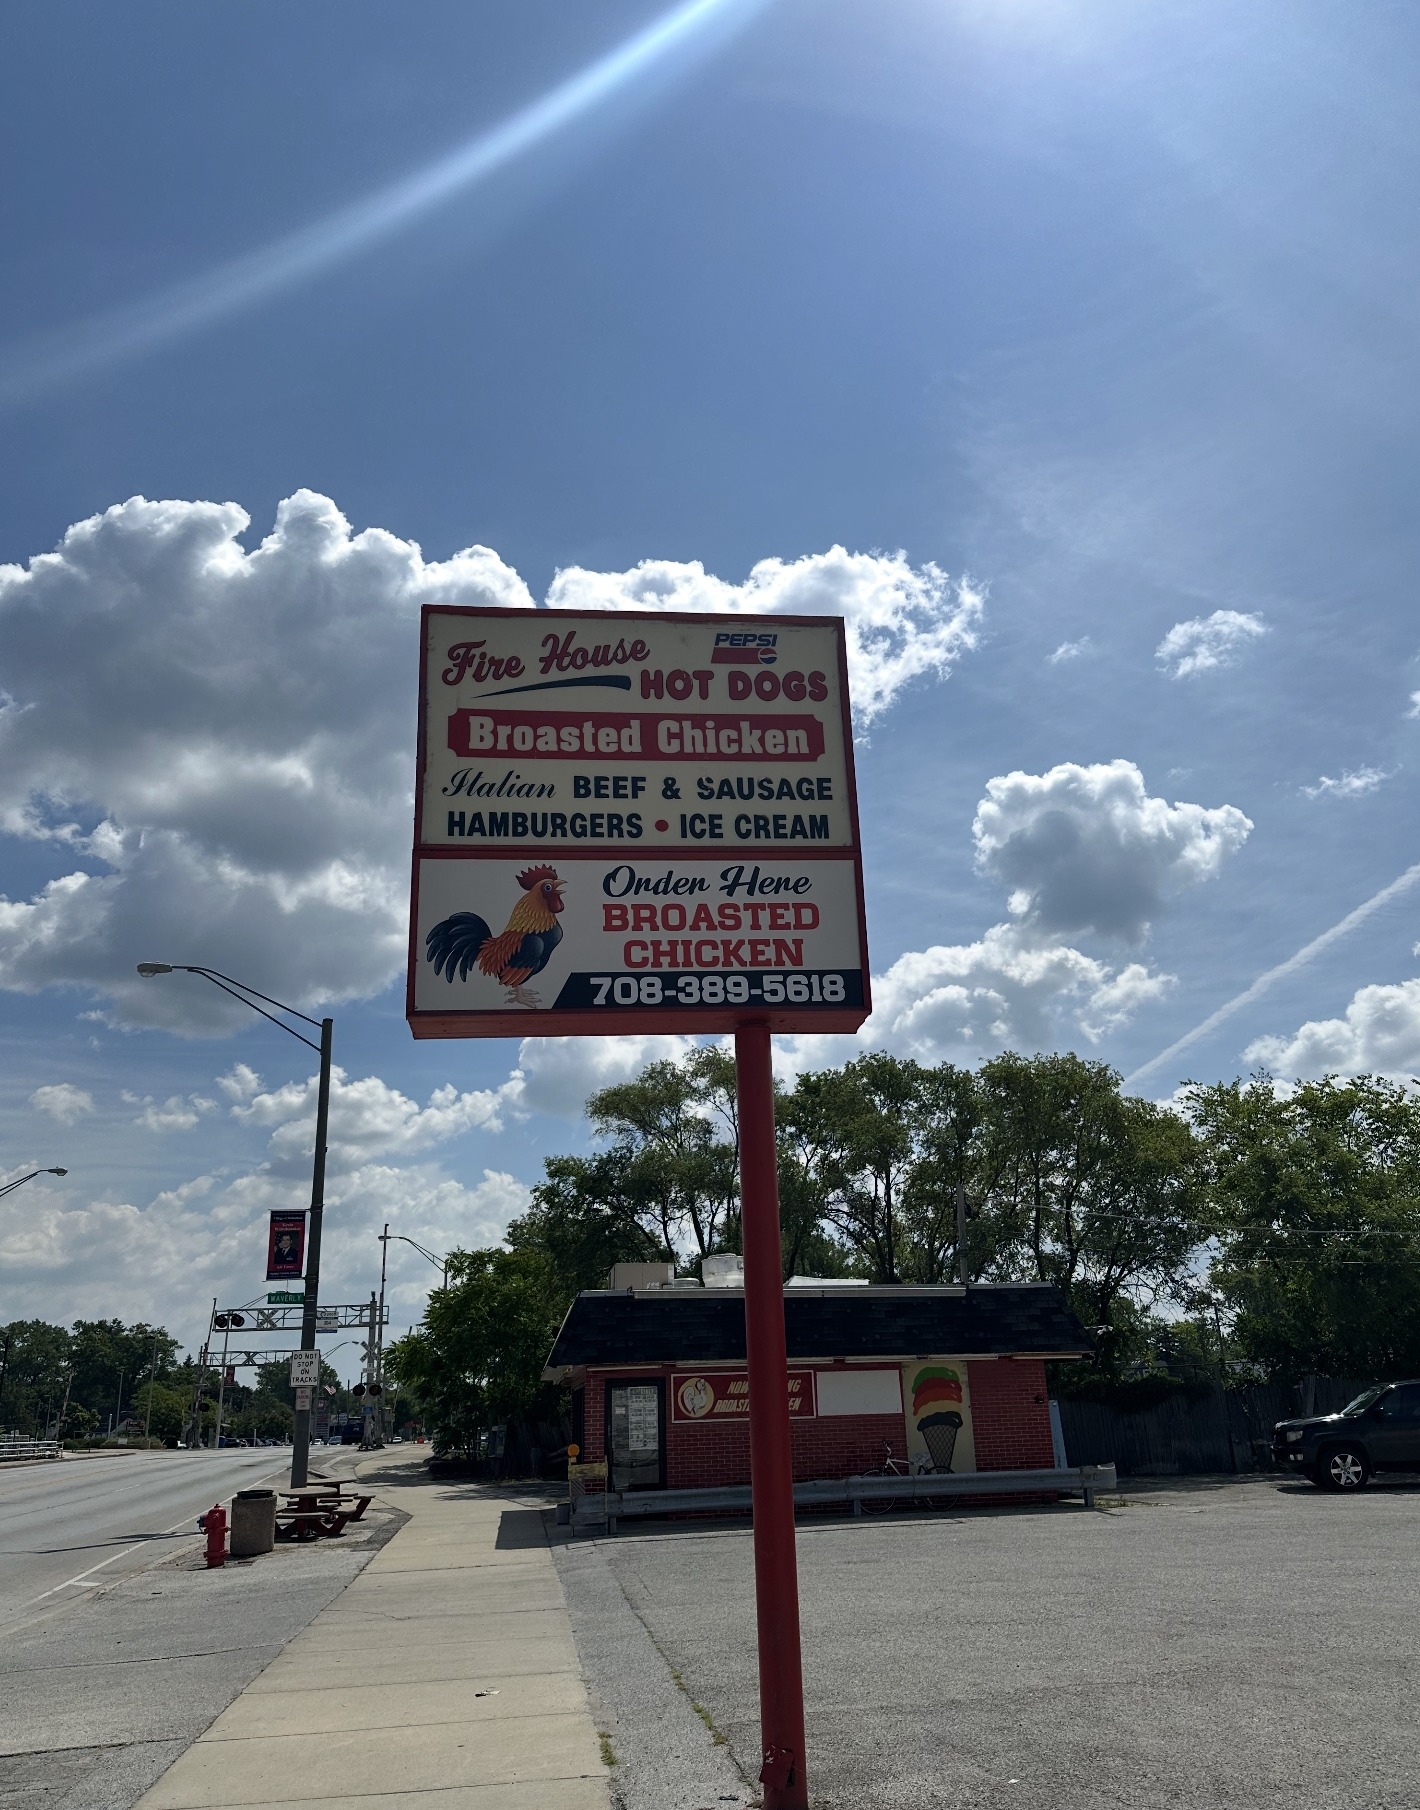 Fire House
PEPSI
HOT DOGS
Broasted Chicken
Italian BEEF & SAUSAGE
HAMBURGERS • ICE CREAM
Order Here
BROASTED
CHICKEN
708-389-5618
WAVERLY
DO NOT
STOP
ON
TRACKS